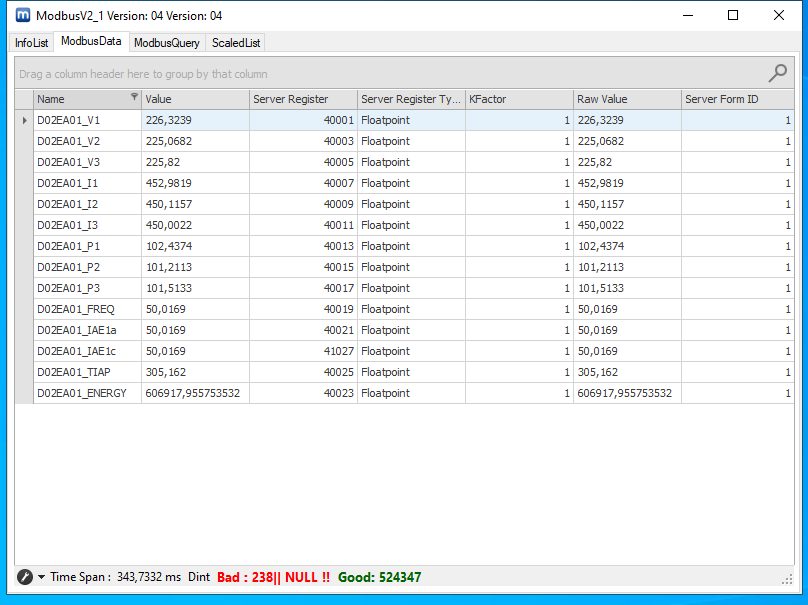 ModbusV2_1 Version: 04 Version: 04
InfoList ModbusData ModbusQuery ScaledList
Drag a column header here to group by that column
Name Value Server Register Server Register Ty... KFactor Raw Value Server Form ID
D02EA01_V1 226,3239 40001 Floatpoint 1 226,3239 1
D02EA01_V2 225,0682 40003 Floatpoint 1 225,0682 1
D02EA01_V3 225,82 40005 Floatpoint 1 225,82 1
D02EA01_I1 452,9819 40007 Floatpoint 1 452,9819 1
D02EA01_I2 450,1157 40009 Floatpoint 1 450,1157 1
D02EA01_I3 450,0022 40011 Floatpoint 1 450,0022 1
D02EA01_P1 102,4374 40013 Floatpoint 1 102,4374 1
D02EA01_P2 101,2113 40015 Floatpoint 1 101,2113 1
D02EA01_P3 101,5133 40017 Floatpoint 1 101,5133 1
D02EA01_FREQ 50,0169 40019 Floatpoint 1 50,0169 1
D02EA01_IAE1a 50,0169 40021 Floatpoint 1 50,0169 1
D02EA01_IAE1c 50,0169 41027 Floatpoint 1 50,0169 1
D02EA01_TIAP 305,162 40025 Floatpoint 1 305,162 1
D02EA01_ENERGY 606917,955753532 40023 Floatpoint 1 606917,955753532 1
Time Span : 343,7332 ms Dint Bad : 238|| NULL !! Good: 524347